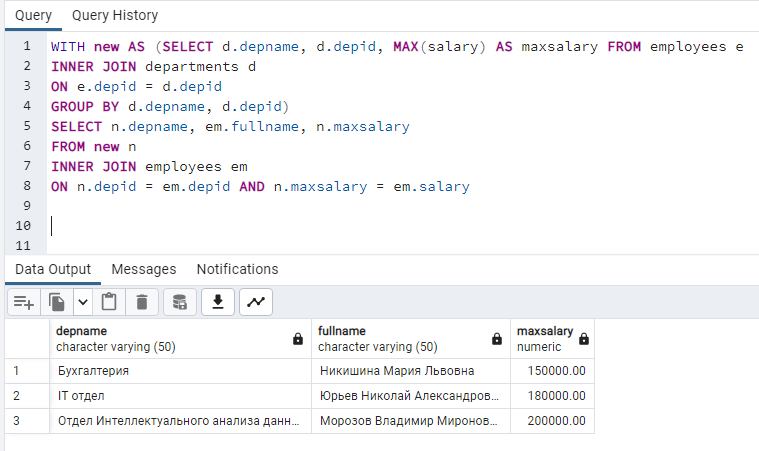 Query Query History
1 WITH new AS (SELECT d.depname, d.depid, MAX(salary) AS maxsalary FROM employees e
2 INNER JOIN departments d
3 ON e.depid = d.depid
4 GROUP BY d.depname, d.depid)
5 SELECT n.depname, em.fullname, n.maxsalary
6 FROM new n
7 INNER JOIN employees em
8 ON n.depid = em.depid AND n.maxsalary = em.salary
9
10
11
Data Output Messages Notifications
depname fullname maxsalary
character varying (50) character varying (50) numeric
1 Бухгалтерия Никишина Мария Львовна 150000.00
2 IT отдел Юрьев Николай Александров... 180000.00
3 Отдел Интеллектуального анализа данн... Морозов Владимир Миронов... 200000.00